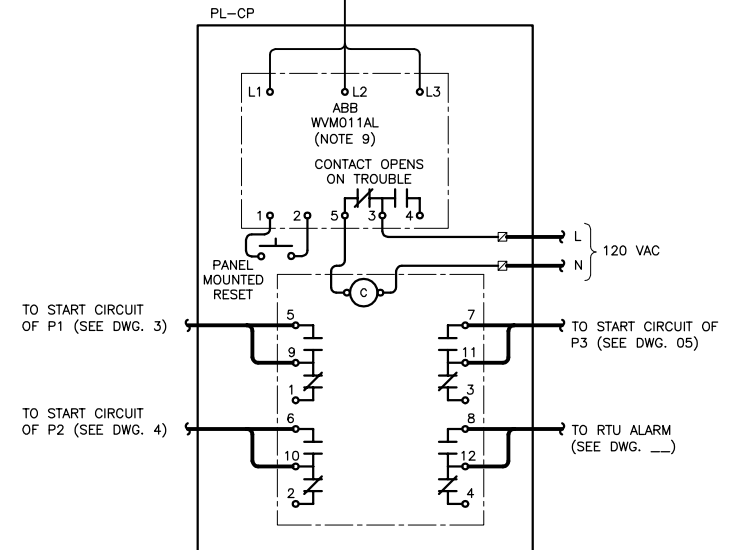 PL-CP
L1 L2 L3
ABB
WVM011AL
(NOTE 9)
CONTACT OPENS
ON TROUBLE
1 2 5 3 4
L
120 VAC
N
PANEL
MOUNTED
RESET
C
TO START CIRCUIT
OF P1 (SEE DWG. 3)
5
9
1
7
11
3
TO START CIRCUIT OF
P3 (SEE DWG. 05)
TO START CIRCUIT
OF P2 (SEE DWG. 4)
6
10
2
8
12
4
TO RTU ALARM
(SEE DWG. __)